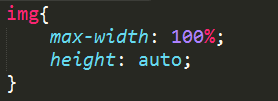 img{
    max-width: 100%;
    height: auto;
}